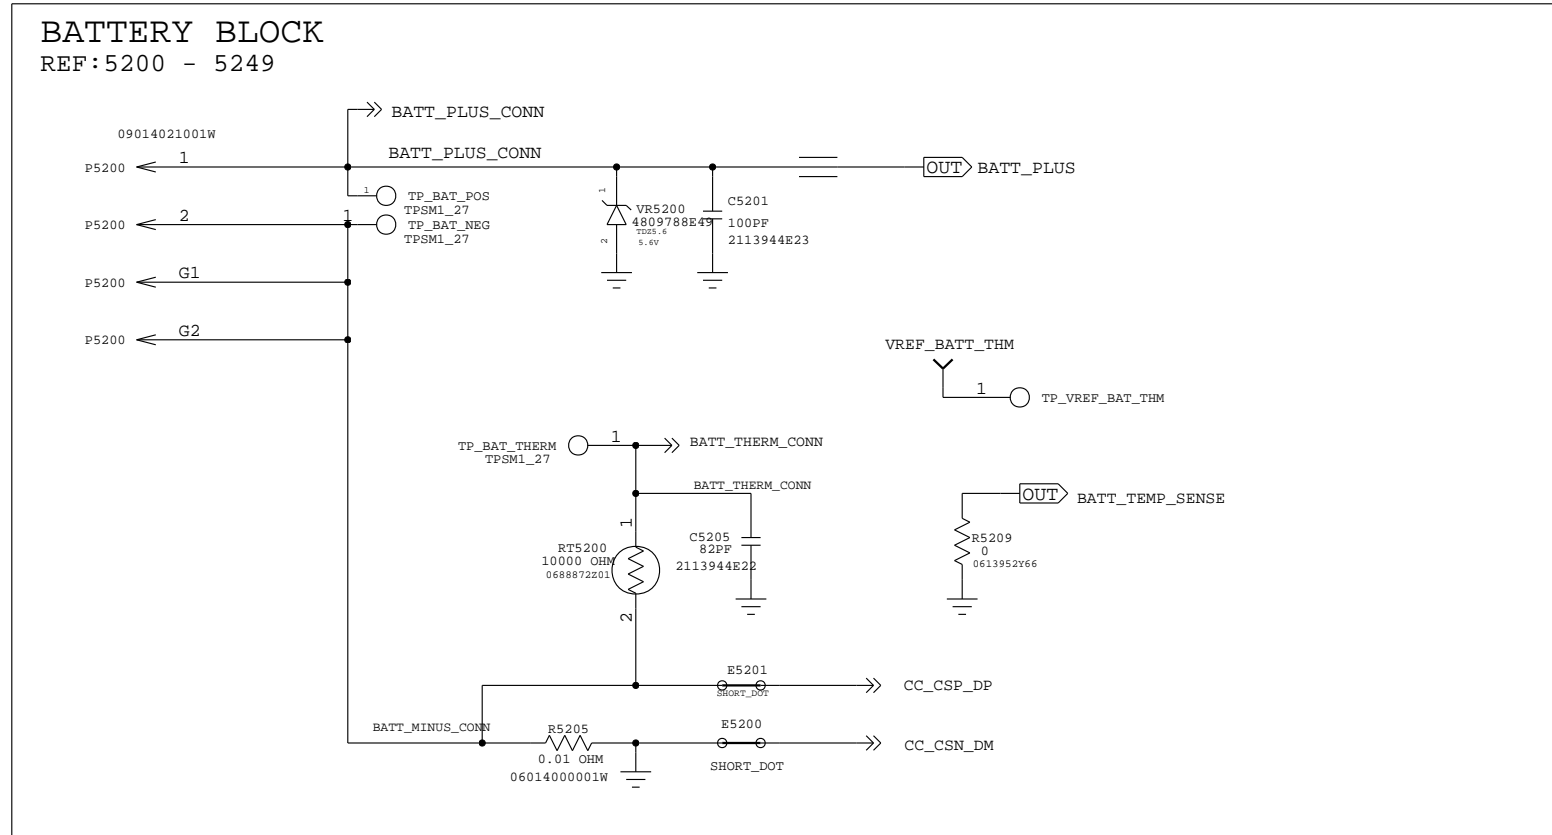 BATTERY BLOCK
REF:5200 - 5249
BATT_PLUS_CONN
09014021001W
P5200
1
BATT_PLUS_CONN
OUT
BATT_PLUS
1
TP_BAT_POS
TPSM1_27
P5200
2
1
TP_BAT_NEG
TPSM1_27
1
VR5200
4809788E49
TDZ5.6
5.6V
2
C5201
100PF
2113944E23
P5200
G1
P5200
G2
VREF_BATT_THM
1
TP_VREF_BAT_THM
TP_BAT_THERM
TPSM1_27
1
BATT_THERM_CONN
BATT_THERM_CONN
OUT
BATT_TEMP_SENSE
1
RT5200
10000 OHM
0688872Z01
2
C5205
82PF
2113944E22
R5209
0
0613952Y66
E5201
SHORT_DOT
CC_CSP_DP
BATT_MINUS_CONN
R5205
0.01 OHM
06014000001W
E5200
SHORT_DOT
CC_CSN_DM